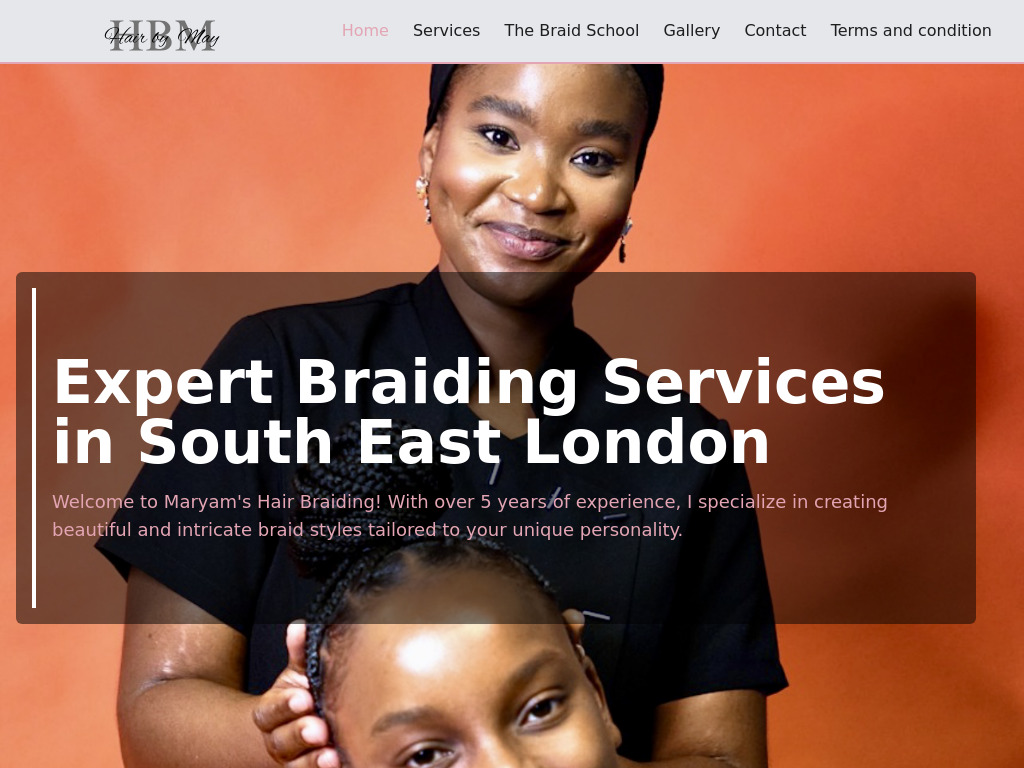 HBM
Hair by May
Home Services The Braid School Gallery Contact Terms and condition
Expert Braiding Services
in South East London
Welcome to Maryam's Hair Braiding! With over 5 years of experience, I specialize in creating
beautiful and intricate braid styles tailored to your unique personality.